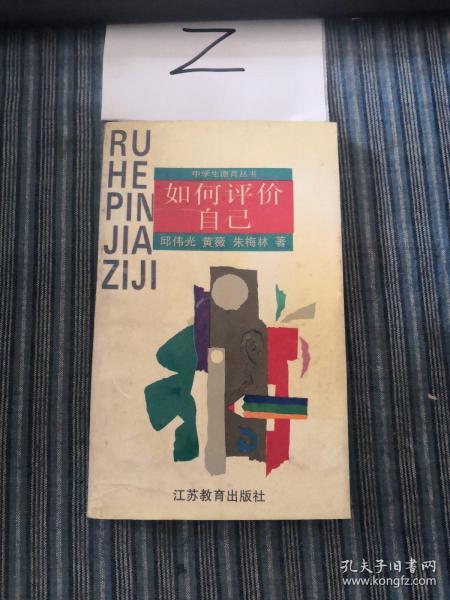 Z
RU
HE
PIN
JIA
ZIJI
中学生德育丛书
如何评价
自己
邱伟光 黄薇 朱梅林 著
江苏教育出版社
孔夫子旧书网
www.kongfz.com